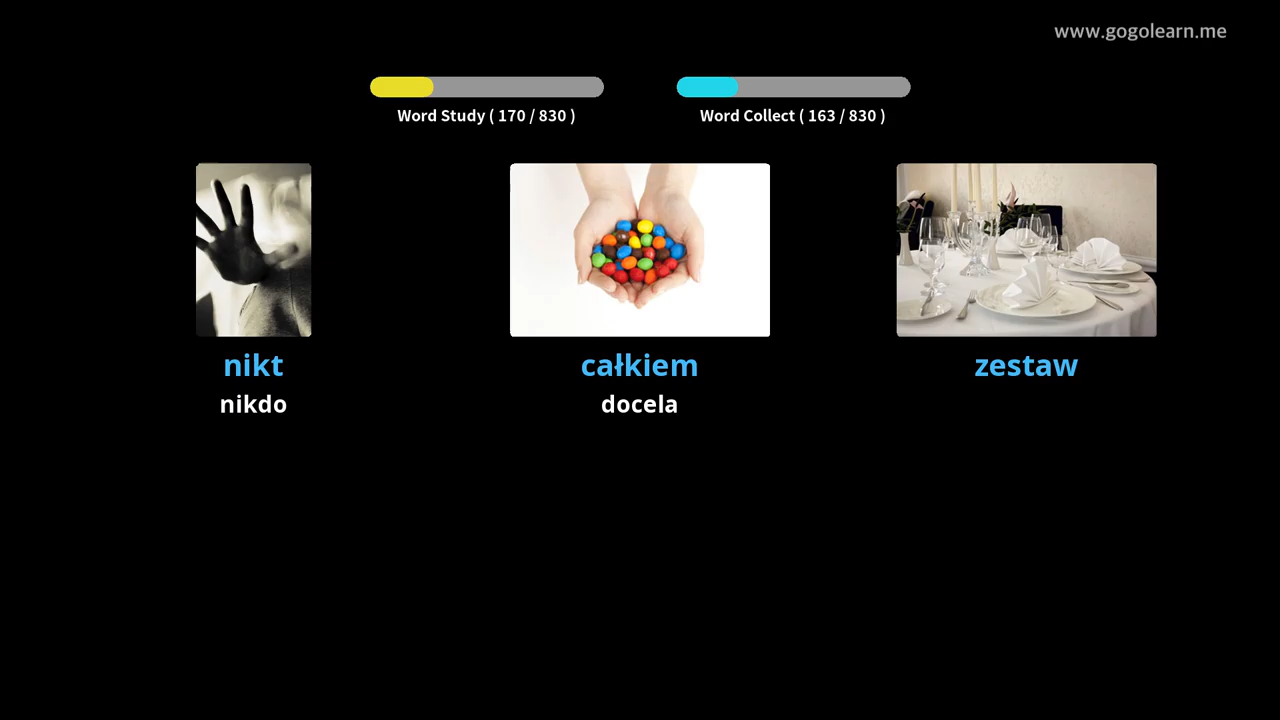 www.gogolearn.me
Word Study ( 170 / 830 )
Word Collect ( 163 / 830 )
nikt
całkiem
zestaw
nikdo
docela